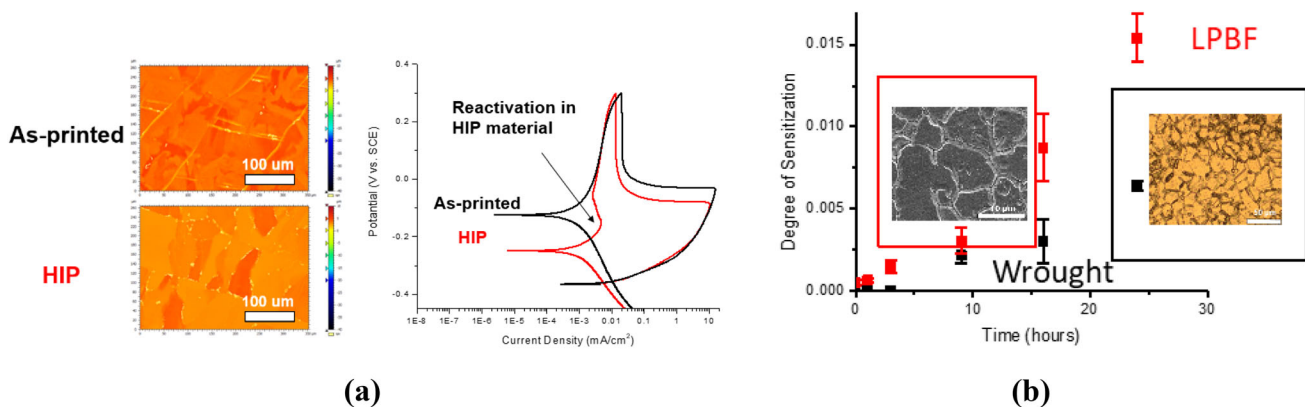 As-printed
100 um
HIP
100 um
Potential (V vs. SCE)
0.4
0.2
0.0
-0.2
-0.4
Reactivation in
HIP material
As-printed
HIP
1E-8 1E-7 1E-6 1E-5 1E-4 1E-3 0.01 0.1 1 10
Current Density (mA/cm²)
(a)
Degree of Sensitization
0.015
0.010
0.005
0.000
LPBF
Wrought
0 10 20 30
Time (hours)
(b)